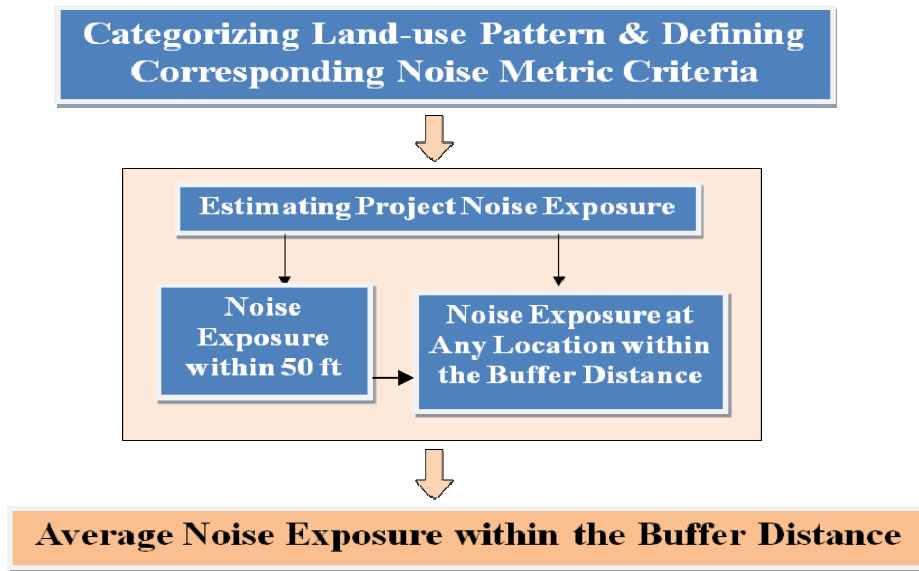 Categorizing Land-use Pattern & Defining
Corresponding Noise Metric Criteria
Estimating Project Noise Exposure
Noise
Exposure
within 50 ft
Noise Exposure at
Any Location within
the Buffer Distance
Average Noise Exposure within the Buffer Distance